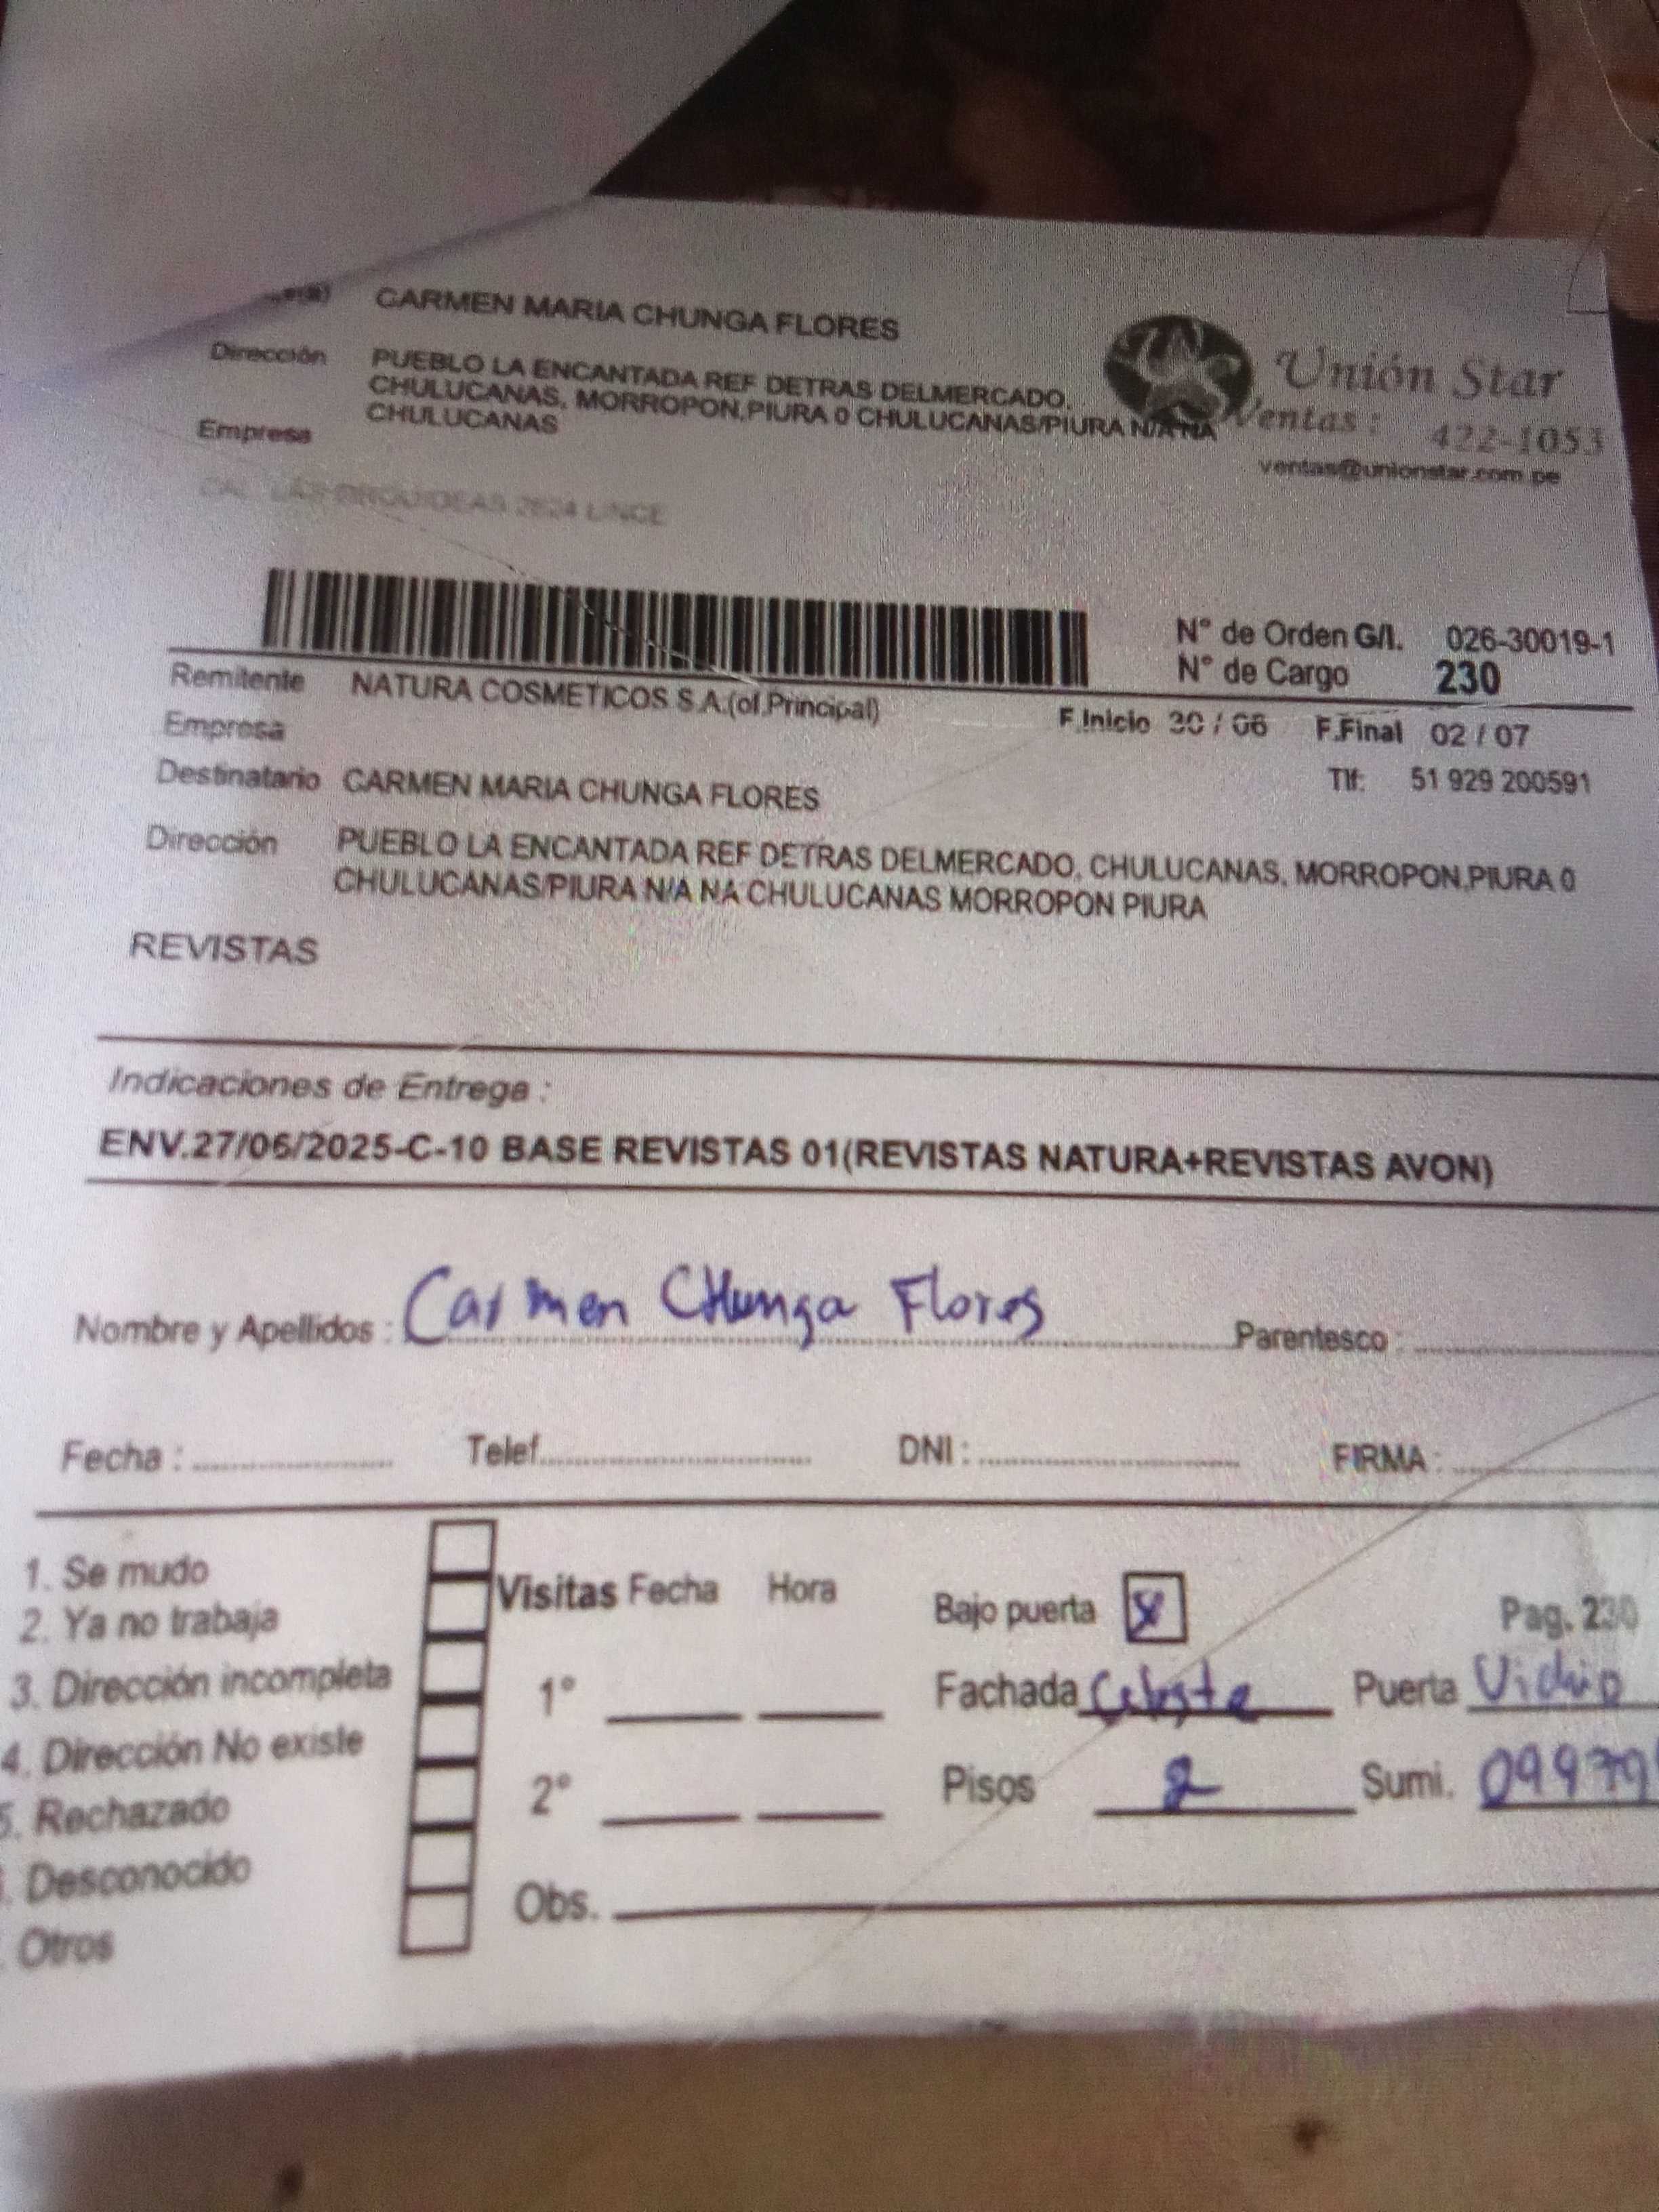 CARMEN MARIA CHUNGA FLORES
Dirección PUEBLO LA ENCANTADA REF DETRAS DELMERCADO,
CHULUCANAS, MORROPON,PIURA 0 CHULUCANAS/PIURA N/A NA
CHULUCANAS
Empresa
Unión Star
Ventas : 422-1053
ventas@unionstar.com.pe
LINCE
N° de Orden G/I. 026-30019-1
N° de Cargo 230
Remitente NATURA COSMETICOS S.A.(of.Principal)
Empresa
F.Inicio 30 / 06 F.Final 02 / 07
Destinatario CARMEN MARIA CHUNGA FLORES
Tlf: 51 929 200591
Dirección PUEBLO LA ENCANTADA REF DETRAS DELMERCADO, CHULUCANAS, MORROPON,PIURA 0
CHULUCANAS/PIURA N/A NA CHULUCANAS MORROPON PIURA
REVISTAS
Indicaciones de Entrega :
ENV.27/06/2025-C-10 BASE REVISTAS 01(REVISTAS NATURA+REVISTAS AVON)
Nombre y Apellidos : Carmen CHunga Flores Parentesco :
Fecha : Telef. DNI : FIRMA :
1. Se mudo
2. Ya no trabaja
3. Dirección incompleta
4. Dirección No existe
5. Rechazado
. Desconocido
. Otros
Visitas Fecha Hora
1°
2°
Obs.
Bajo puerta x Pag. 230
Fachada Celeste Puerta Vidrio
Pisos 2 Sumi. 09979